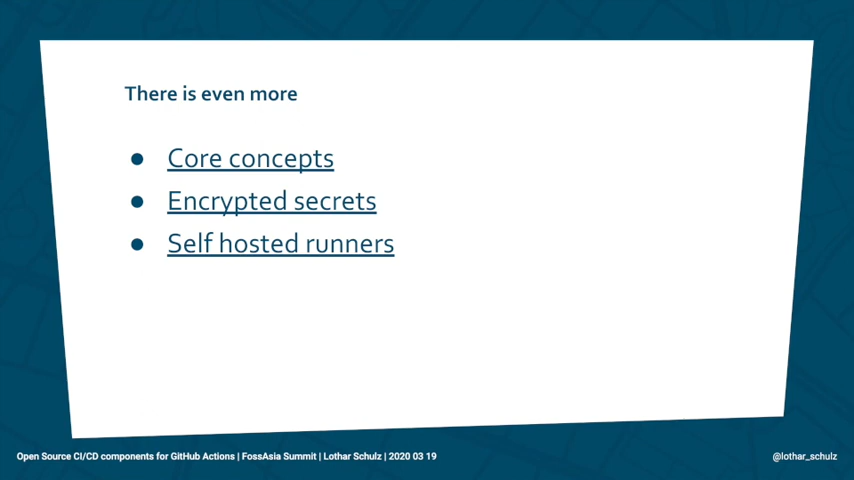 There is even more
● Core concepts
● Encrypted secrets
● Self hosted runners
Open Source CI/CD components for GitHub Actions | FossAsia Summit | Lothar Schulz | 2020 03 19
@lothar_schulz